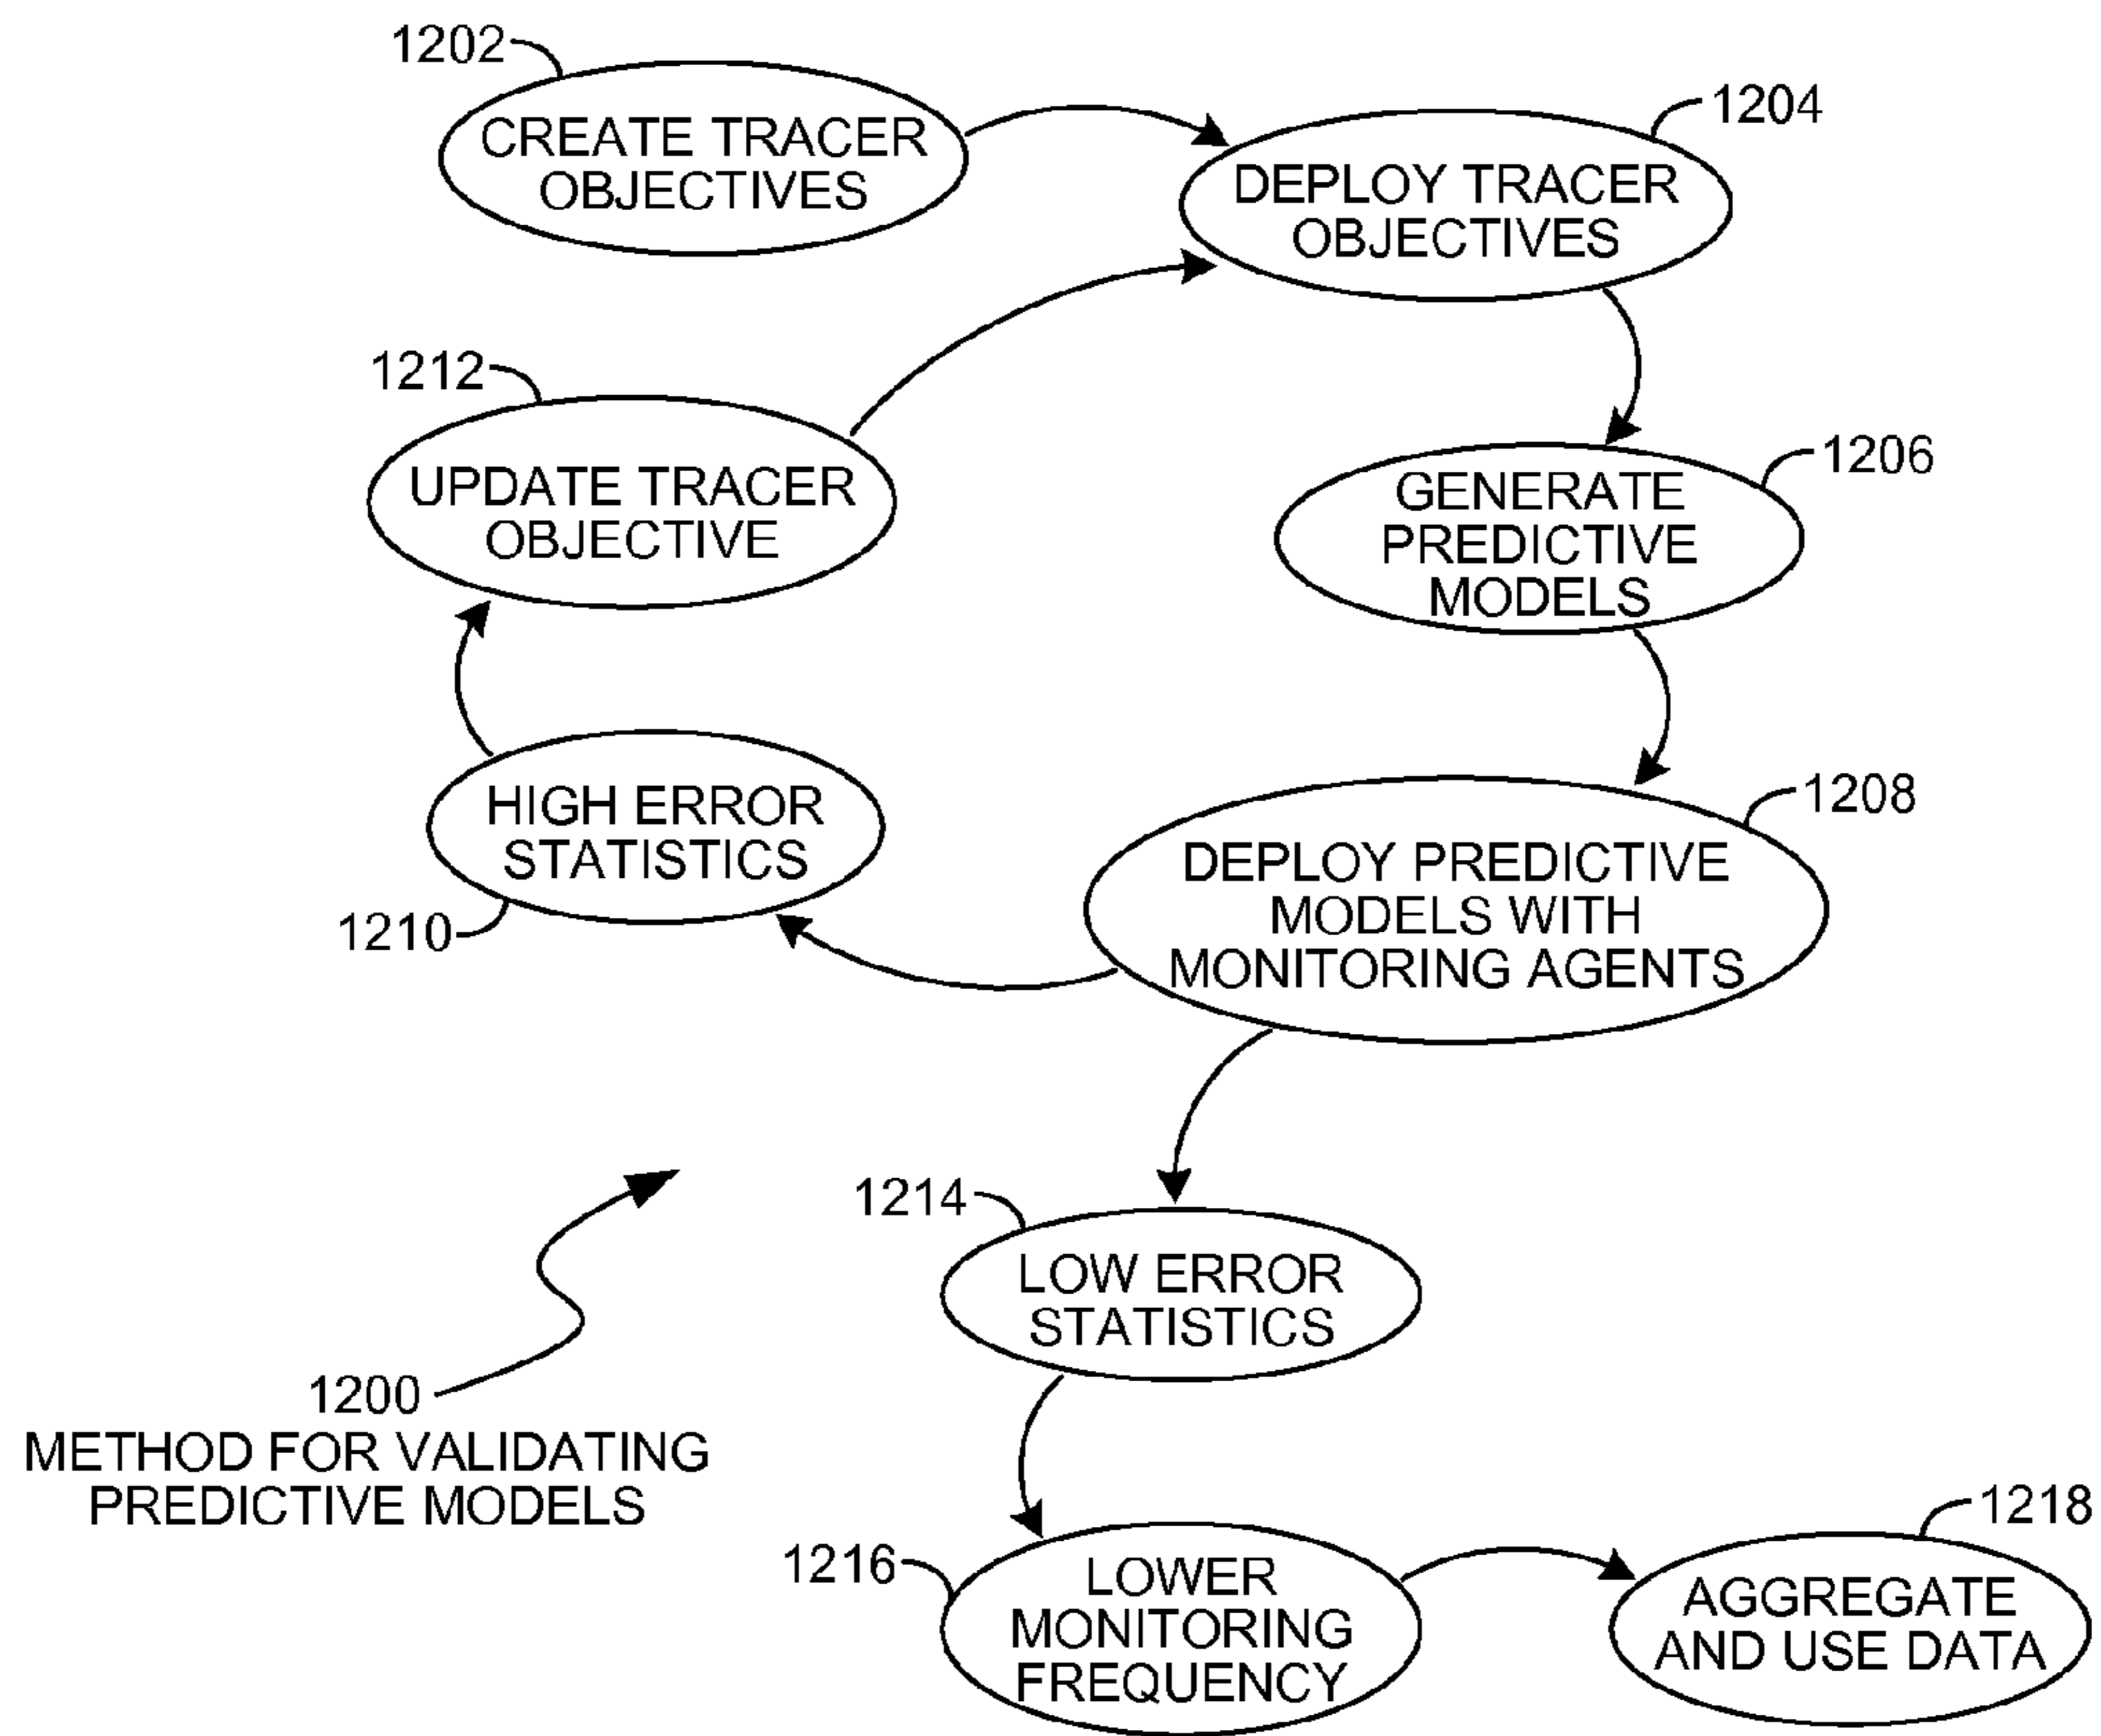 1202
CREATE TRACER
OBJECTIVES
1204
DEPLOY TRACER
OBJECTIVES
1212
UPDATE TRACER
OBJECTIVE
1206
GENERATE
PREDICTIVE
MODELS
1208
DEPLOY PREDICTIVE
MODELS WITH
MONITORING AGENTS
HIGH ERROR
STATISTICS
1210
1214
LOW ERROR
STATISTICS
1200
METHOD FOR VALIDATING
PREDICTIVE MODELS
1216
LOWER
MONITORING
FREQUENCY
1218
AGGREGATE
AND USE DATA